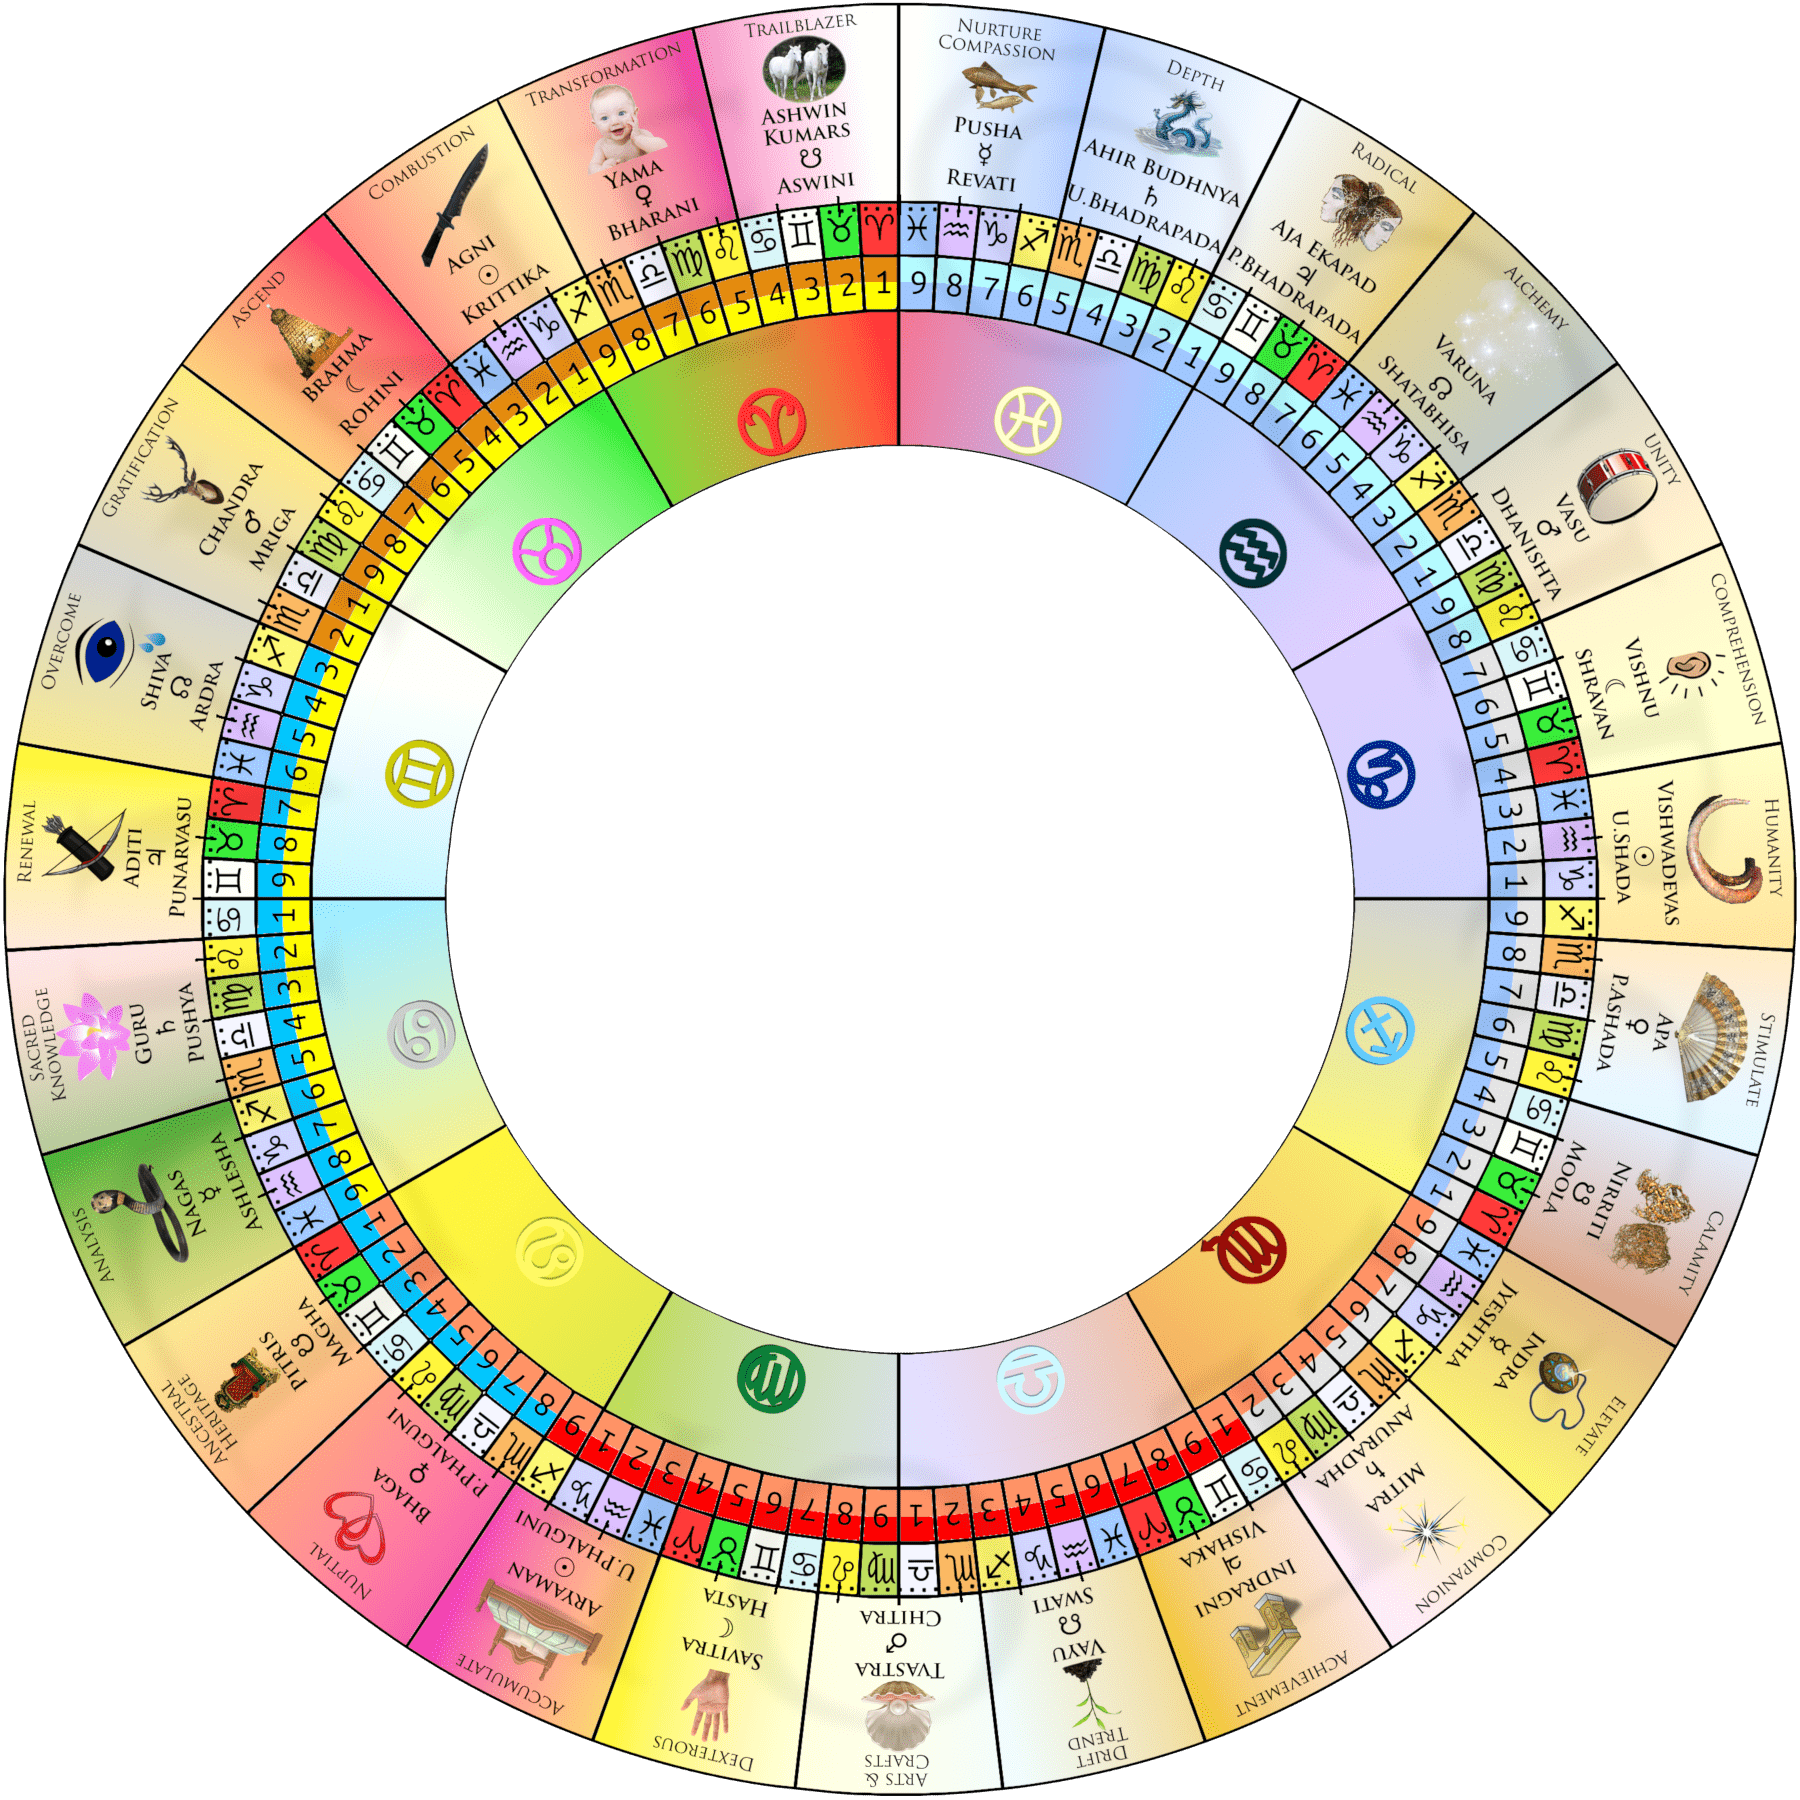 TRAILBLAZER
ASHWIN
KUMARS
☋
ASWINI
TRANSFORMATION
YAMA
♀
BHARANI
COMBUSTION
AGNI
☉
KRITTIKA
ASCEND
BRAHMA
☾
ROHINI
GRATIFICATION
CHANDRA
♂
MRIGA
OVERCOME
SHIVA
☊
ARDRA
RENEWAL
ADITI
♃
PUNARVASU
SACRED
KNOWLEDGE
GURU
♄
PUSHYA
ANALYSIS
NAGAS
☿
ASHLESHA
ANCESTRAL
HERITAGE
PITRIS
☋
MAGHA
NUPTIAL
BHAGA
♀
P.PHALGUNI
ACCUMULATE
ARYAMAN
☉
U.PHALGUNI
DEXTEROUS
SAVITRA
☾
HASTA
ARTS &
CRAFTS
TVASTRA
♂
CHITRA
DRIFT
TREND
VAYU
☊
SWATI
ACHIEVEMENT
INDRAGNI
♃
VISHAKA
COMPANION
MITRA
♄
ANURADHA
ELEVATE
INDRA
☿
JYESHTHA
CALAMITY
NIRRITI
☋
MOOLA
STIMULATE
APA
♀
P.ASHADA
HUMANITY
VISHWADEVAS
☉
U.SHADA
COMPREHENSION
VISHNU
☾
SHRAVAN
UNITY
VASU
♂
DHANISHTA
ALCHEMY
VARUNA
☊
SHATABHISA
RADICAL
AJA EKAPAD
♃
P.BHADRAPADA
DEPTH
AHIR BUDHNYA
♄
U.BHADRAPADA
NURTURE
COMPASSION
PUSHA
☿
REVATI
1 2 3 4 5 6 7 8 9
1 2 3 4 5 6 7 8 9
1 2 3 4 5 6 7 8 9
1 2 3 4 5 6 7 8 9
1 2 3 4 5 6 7 8 9
1 2 3 4 5 6 7 8 9
1 2 3 4 5 6 7 8 9
1 2 3 4 5 6 7 8 9
1 2 3 4 5 6 7 8 9
1 2 3 4 5 6 7 8 9
1 2 3 4 5 6 7 8 9
1 2 3 4 5 6 7 8 9